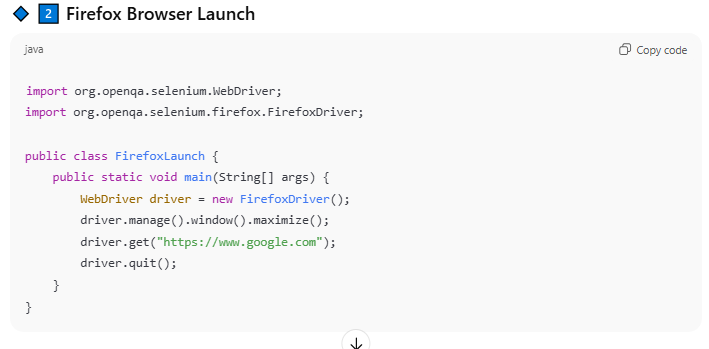 2 Firefox Browser Launch
java
Copy code
import org.openqa.selenium.WebDriver;
import org.openqa.selenium.firefox.FirefoxDriver;
public class FirefoxLaunch {
public static void main(String[] args) {
WebDriver driver = new FirefoxDriver();
driver.manage().window().maximize();
driver.get("https://www.google.com");
driver.quit();
}
}